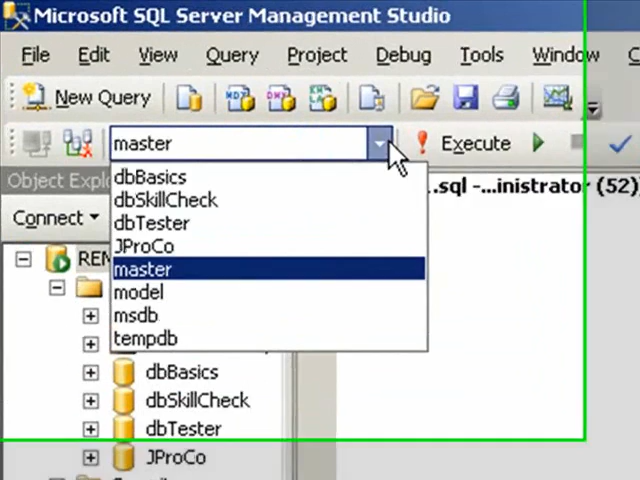 Microsoft SQL Server Management Studio
File Edit View Query Project Debug Tools Window
New Query
master Execute
Object Explo .sql -...inistrator (52))
dbBasics
dbSkillCheck
dbTester
JProCo
master
model
msdb
tempdb
Connect
REM
dbBasics
dbSkillCheck
dbTester
JProCo